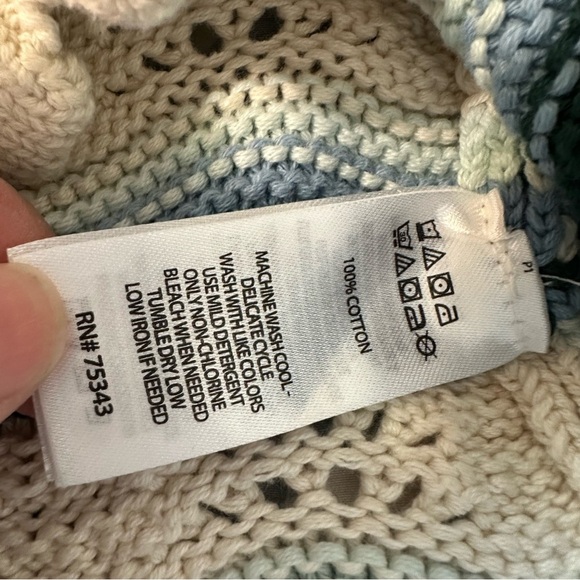 P1
30
100% COTTON
MACHINE WASH COOL-
DELICATE CYCLE
WASH WITH LIKE COLORS
USE MILD DETERGENT
ONLY NON-CHLORINE
BLEACH WHEN NEEDED
TUMBLE DRY LOW
LOW IRON IF NEEDED
RN# 75343